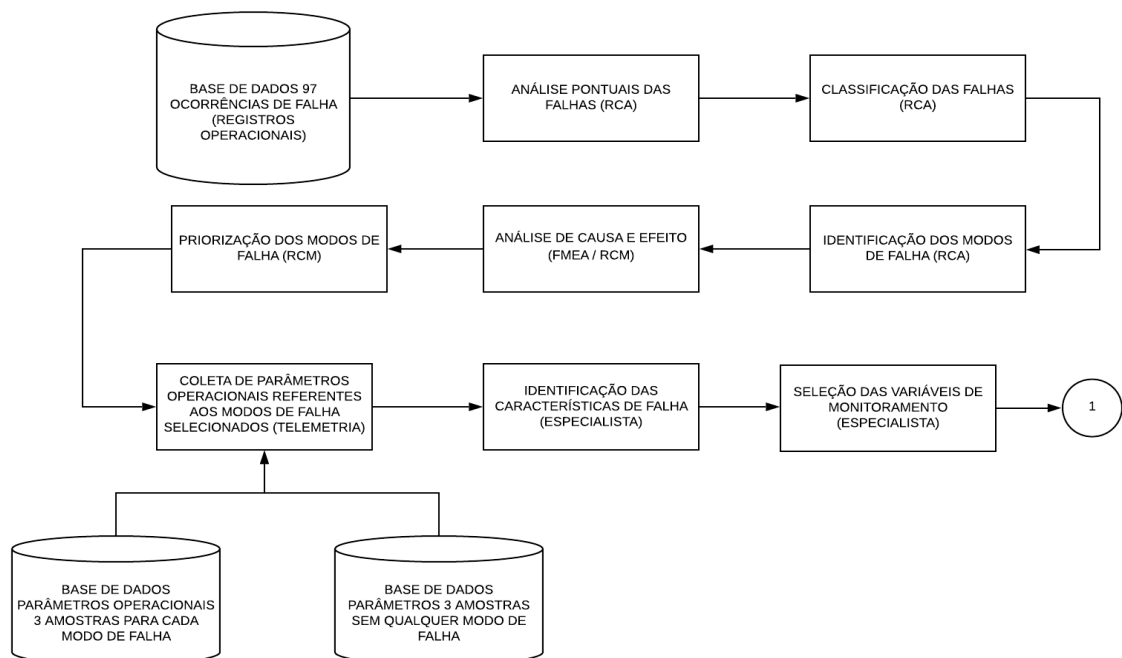 BASE DE DADOS 97
OCORRÊNCIAS DE FALHA
(REGISTROS
OPERACIONAIS)
ANÁLISE PONTUAIS DAS
FALHAS (RCA)
CLASSIFICAÇÃO DAS FALHAS
(RCA)
PRIORIZAÇÃO DOS MODOS DE
FALHA (RCM)
ANÁLISE DE CAUSA E EFEITO
(FMEA / RCM)
IDENTIFICAÇÃO DOS MODOS
DE FALHA (RCA)
COLETA DE PARÂMETROS
OPERACIONAIS REFERENTES
AOS MODOS DE FALHA
SELECIONADOS (TELEMETRIA)
IDENTIFICAÇÃO DAS
CARACTERÍSTICAS DE FALHA
(ESPECIALISTA)
SELEÇÃO DAS VARIÁVEIS DE
MONITORAMENTO
(ESPECIALISTA)
1
BASE DE DADOS
PARÂMETROS OPERACIONAIS
3 AMOSTRAS PARA CADA
MODO DE FALHA
BASE DE DADOS
PARÂMETROS 3 AMOSTRAS
SEM QUALQUER MODO DE
FALHA